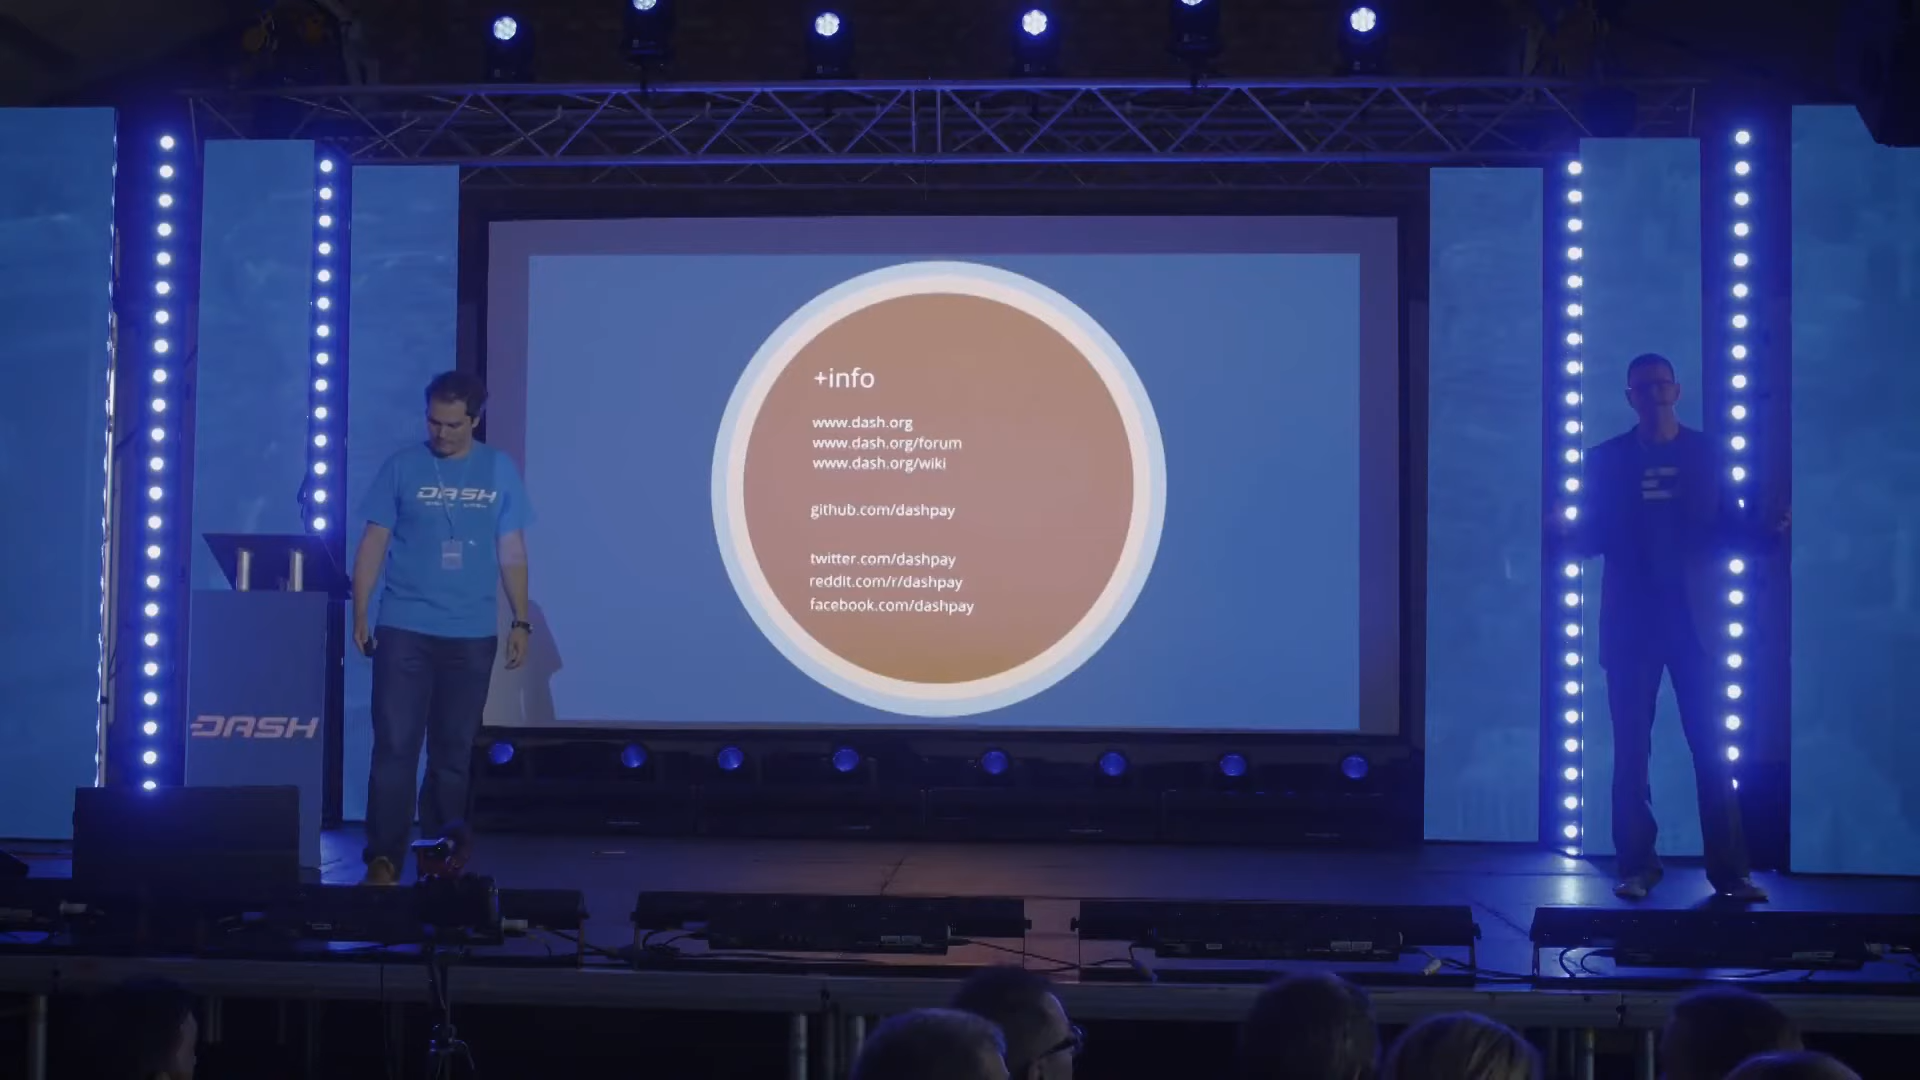 +info
www.dash.org
www.dash.org/forum
www.dash.org/wiki
github.com/dashpay
twitter.com/dashpay
reddit.com/r/dashpay
facebook.com/dashpay
DASH
DASH